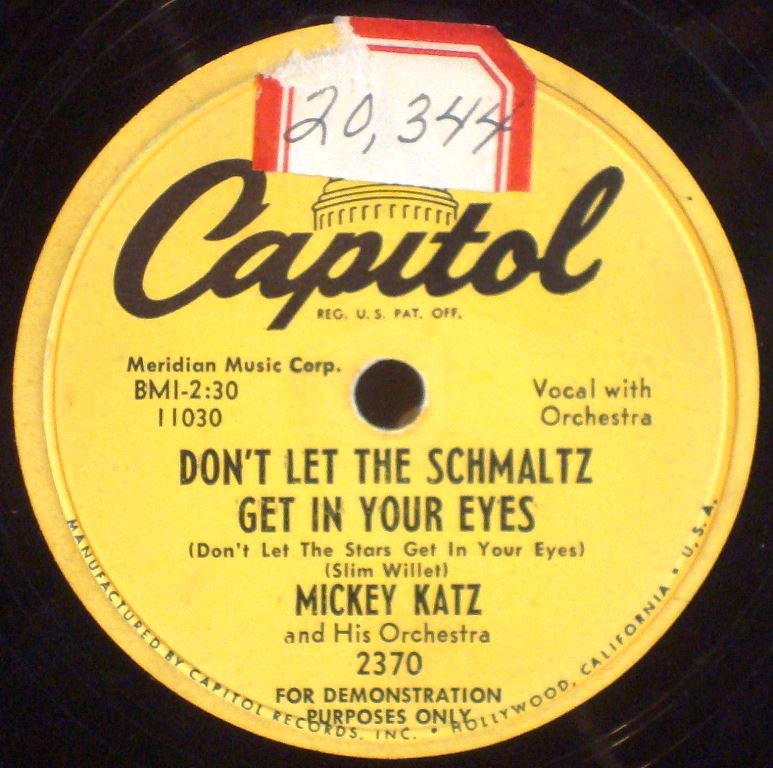 20,344
Capitol
REG. U.S. PAT. OFF.
Meridian Music Corp.
BMI-2:30
11030
Vocal with
Orchestra
DON'T LET THE SCHMALTZ
GET IN YOUR EYES
(Don't Let The Stars Get In Your Eyes)
(Slim Willet)
MICKEY KATZ
and His Orchestra
2370
FOR DEMONSTRATION
PURPOSES ONLY
MANUFACTURED BY CAPITOL RECORDS, INC. • HOLLYWOOD, CALIFORNIA • U.S.A.